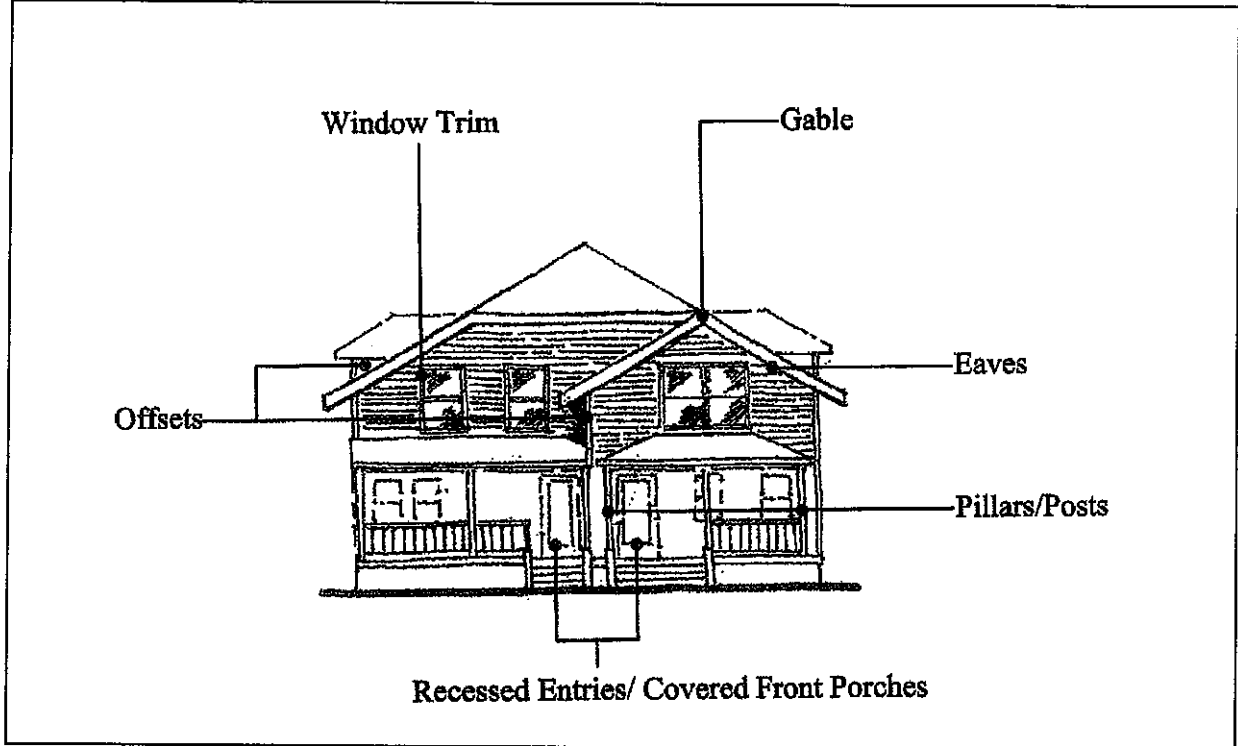 Window Trim
Gable
Eaves
Offsets
Pillars/Posts
Recessed Entries/ Covered Front Porches